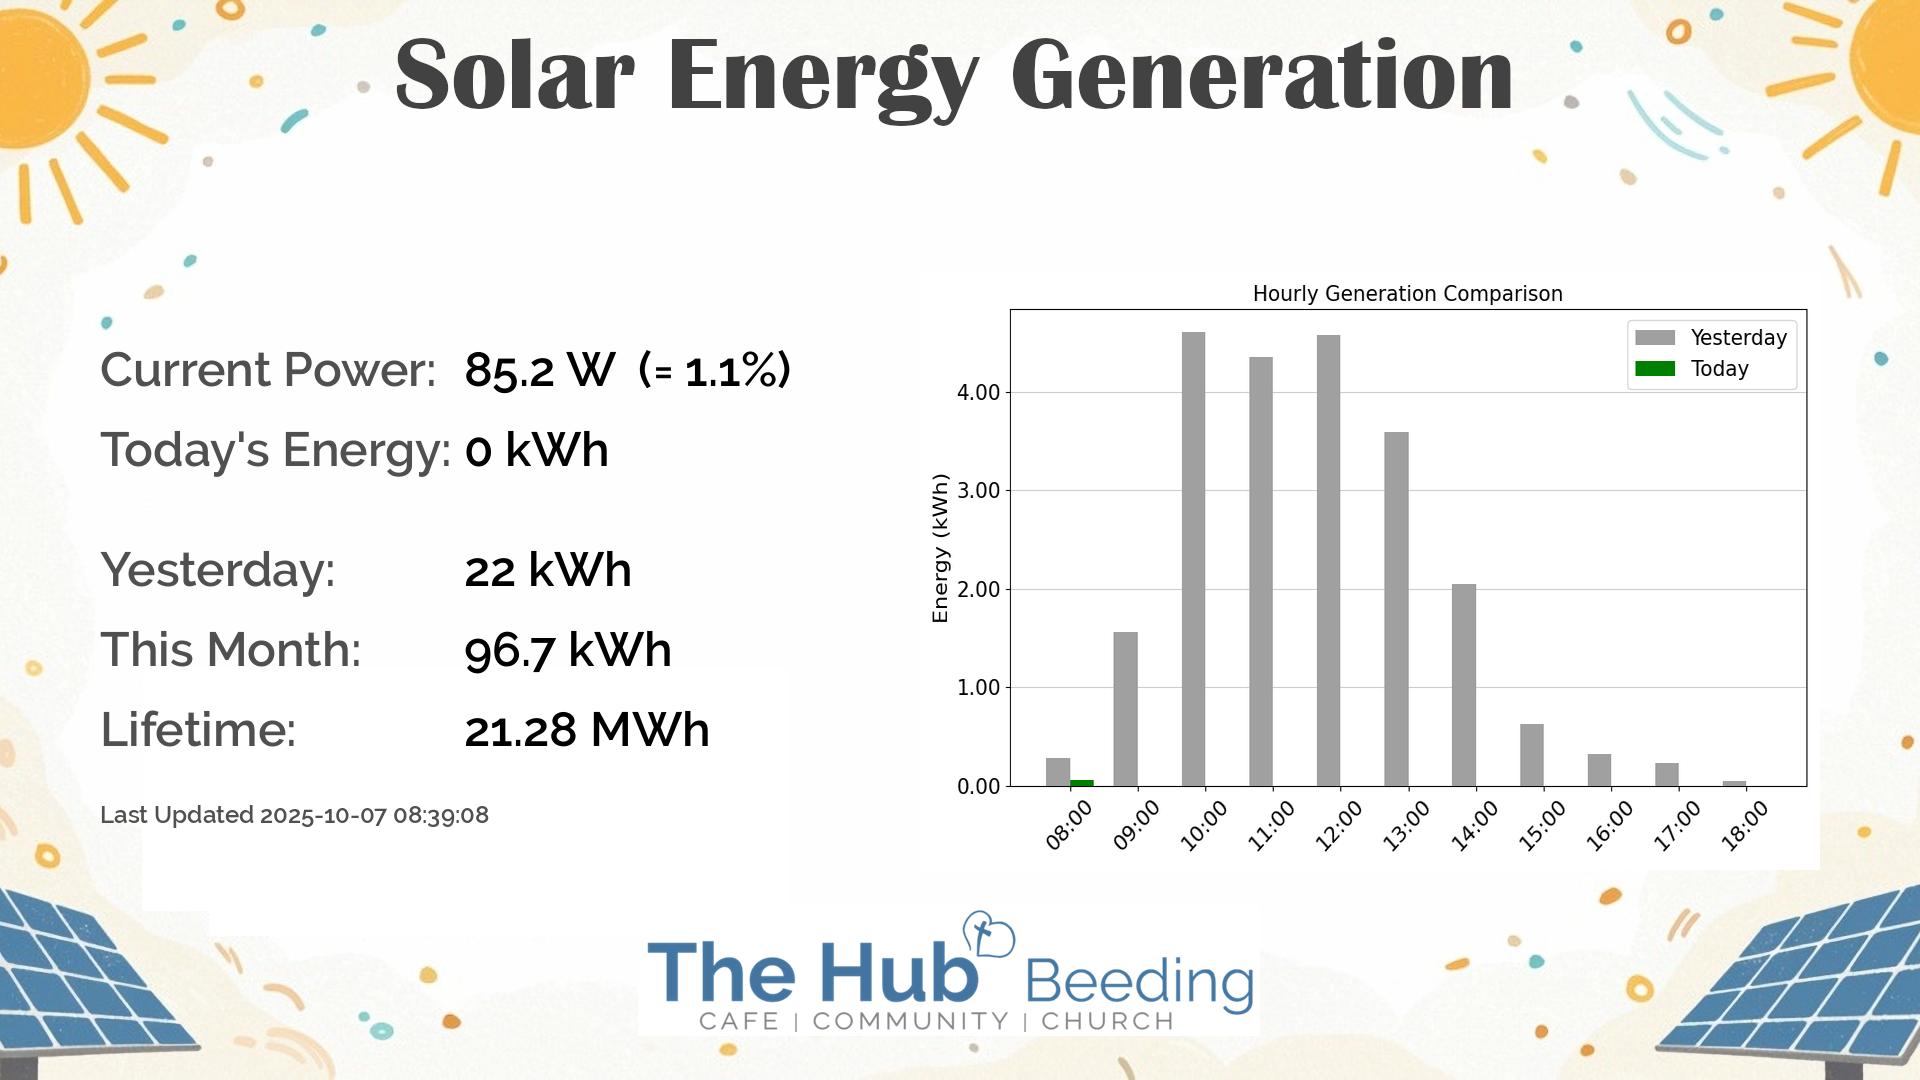 Solar Energy Generation
Current Power: 85.2 W (= 1.1%)
Today's Energy: 0 kWh
Yesterday: 22 kWh
This Month: 96.7 kWh
Lifetime: 21.28 MWh
Last Updated 2025-10-07 08:39:08
Hourly Generation Comparison
Yesterday
Today
Energy (kWh)
4.00
3.00
2.00
1.00
0.00
08:00 09:00 10:00 11:00 12:00 13:00 14:00 15:00 16:00 17:00 18:00
The Hub Beeding
CAFE | COMMUNITY | CHURCH